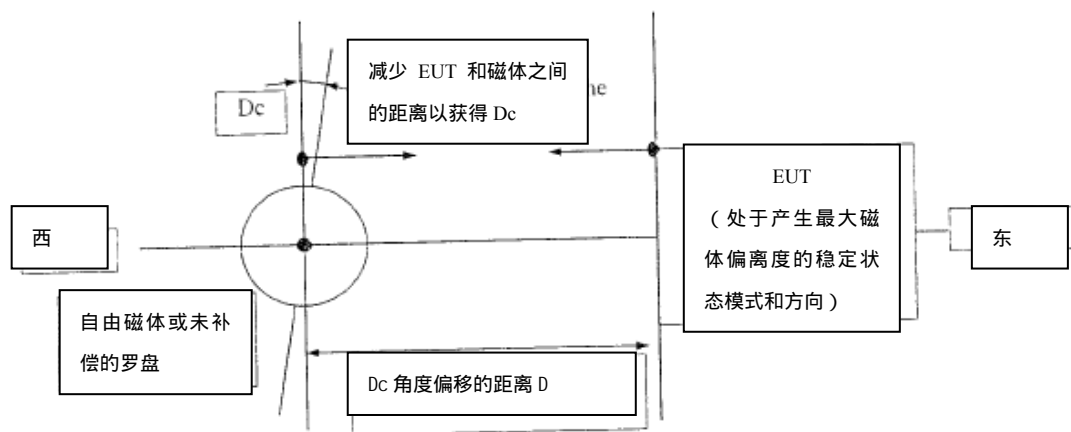 减少 EUT 和磁体之间
的距离以获得 Dc
Dc
EUT
（处于产生最大磁
体偏离度的稳定状
态模式和方向）
西
东
自由磁体或未补
偿的罗盘
Dc 角度偏移的距离 D